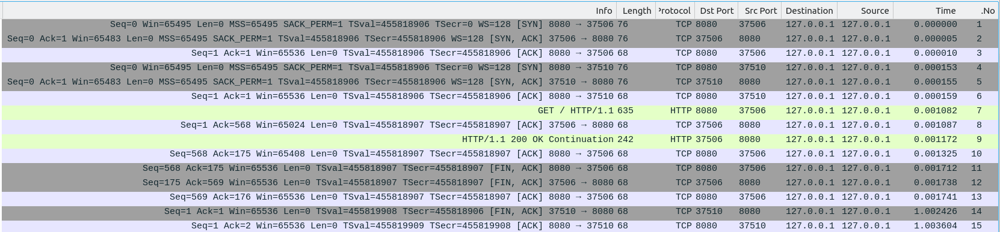 Info Length Protocol Dst Port Src Port Destination Source Time .No
Seq=0 Win=65495 Len=0 MSS=65495 SACK_PERM=1 TSval=455818906 TSecr=0 WS=128 [SYN] 8080 → 37506 76 TCP 8080 37506 127.0.0.1 127.0.0.1 0.000000 1
Seq=0 Ack=1 Win=65483 Len=0 MSS=65495 SACK_PERM=1 TSval=455818906 TSecr=455818906 WS=128 [SYN, ACK] 37506 → 8080 76 TCP 37506 8080 127.0.0.1 127.0.0.1 0.000005 2
Seq=1 Ack=1 Win=65536 Len=0 TSval=455818906 TSecr=455818906 [ACK] 8080 → 37506 68 TCP 8080 37506 127.0.0.1 127.0.0.1 0.000010 3
Seq=0 Win=65495 Len=0 MSS=65495 SACK_PERM=1 TSval=455818906 TSecr=0 WS=128 [SYN] 8080 → 37510 76 TCP 8080 37510 127.0.0.1 127.0.0.1 0.000153 4
Seq=0 Ack=1 Win=65483 Len=0 MSS=65495 SACK_PERM=1 TSval=455818906 TSecr=455818906 WS=128 [SYN, ACK] 37510 → 8080 76 TCP 37510 8080 127.0.0.1 127.0.0.1 0.000155 5
Seq=1 Ack=1 Win=65536 Len=0 TSval=455818906 TSecr=455818906 [ACK] 8080 → 37510 68 TCP 8080 37510 127.0.0.1 127.0.0.1 0.000159 6
GET / HTTP/1.1 635 HTTP 8080 37506 127.0.0.1 127.0.0.1 0.001082 7
Seq=1 Ack=568 Win=65024 Len=0 TSval=455818907 TSecr=455818907 [ACK] 37506 → 8080 68 TCP 37506 8080 127.0.0.1 127.0.0.1 0.001087 8
HTTP/1.1 200 OK Continuation 242 HTTP 37506 8080 127.0.0.1 127.0.0.1 0.001172 9
Seq=568 Ack=175 Win=65408 Len=0 TSval=455818907 TSecr=455818907 [ACK] 8080 → 37506 68 TCP 8080 37506 127.0.0.1 127.0.0.1 0.001325 10
Seq=568 Ack=175 Win=65536 Len=0 TSval=455818907 TSecr=455818907 [FIN, ACK] 8080 → 37506 68 TCP 8080 37506 127.0.0.1 127.0.0.1 0.001712 11
Seq=175 Ack=569 Win=65536 Len=0 TSval=455818907 TSecr=455818907 [FIN, ACK] 37506 → 8080 68 TCP 37506 8080 127.0.0.1 127.0.0.1 0.001738 12
Seq=569 Ack=176 Win=65536 Len=0 TSval=455818907 TSecr=455818907 [ACK] 8080 → 37506 68 TCP 8080 37506 127.0.0.1 127.0.0.1 0.001741 13
Seq=1 Ack=1 Win=65536 Len=0 TSval=455819908 TSecr=455818906 [FIN, ACK] 37510 → 8080 68 TCP 37510 8080 127.0.0.1 127.0.0.1 1.002426 14
Seq=1 Ack=2 Win=65536 Len=0 TSval=455819909 TSecr=455819908 [ACK] 8080 → 37510 68 TCP 8080 37510 127.0.0.1 127.0.0.1 1.003604 15